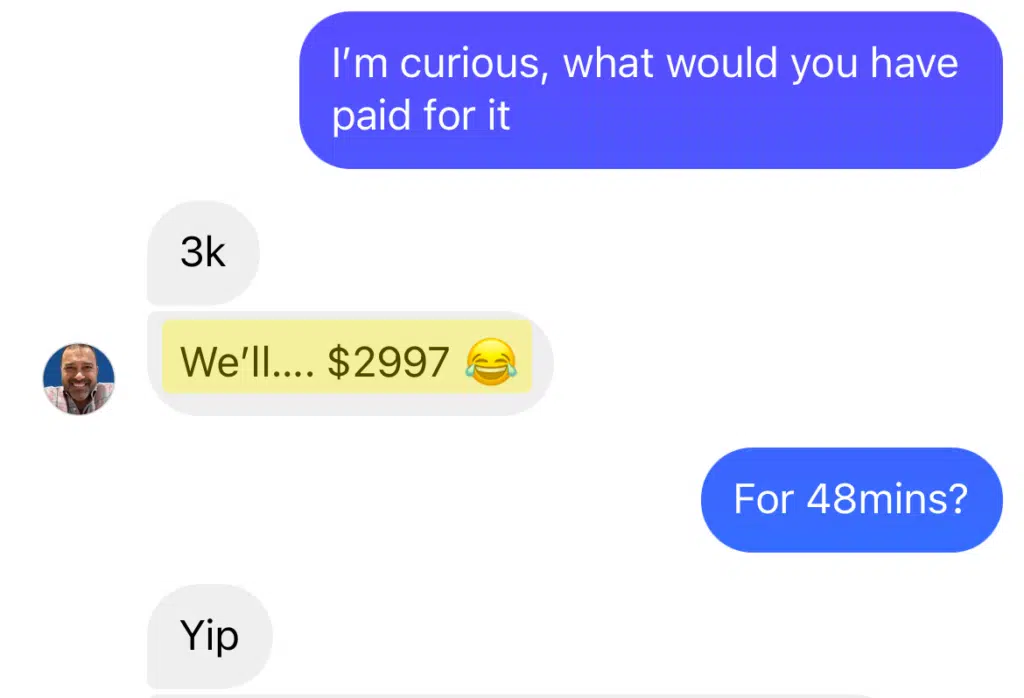 I’m curious, what would you have
paid for it
3k
We’ll.... $2997 😂
For 48mins?
Yip